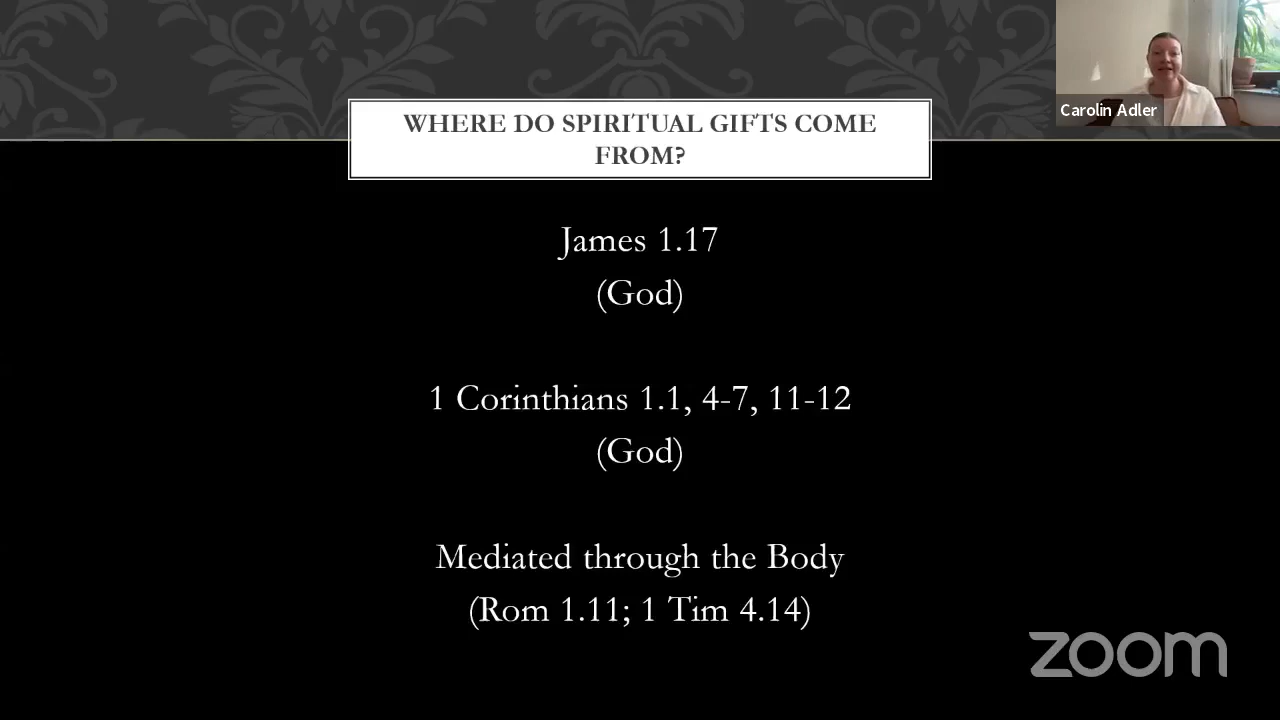 Carolin Adler
WHERE DO SPIRITUAL GIFTS COME
FROM?
James 1.17
(God)
1 Corinthians 1.1, 4-7, 11-12
(God)
Mediated through the Body
(Rom 1.11; 1 Tim 4.14)
zoom